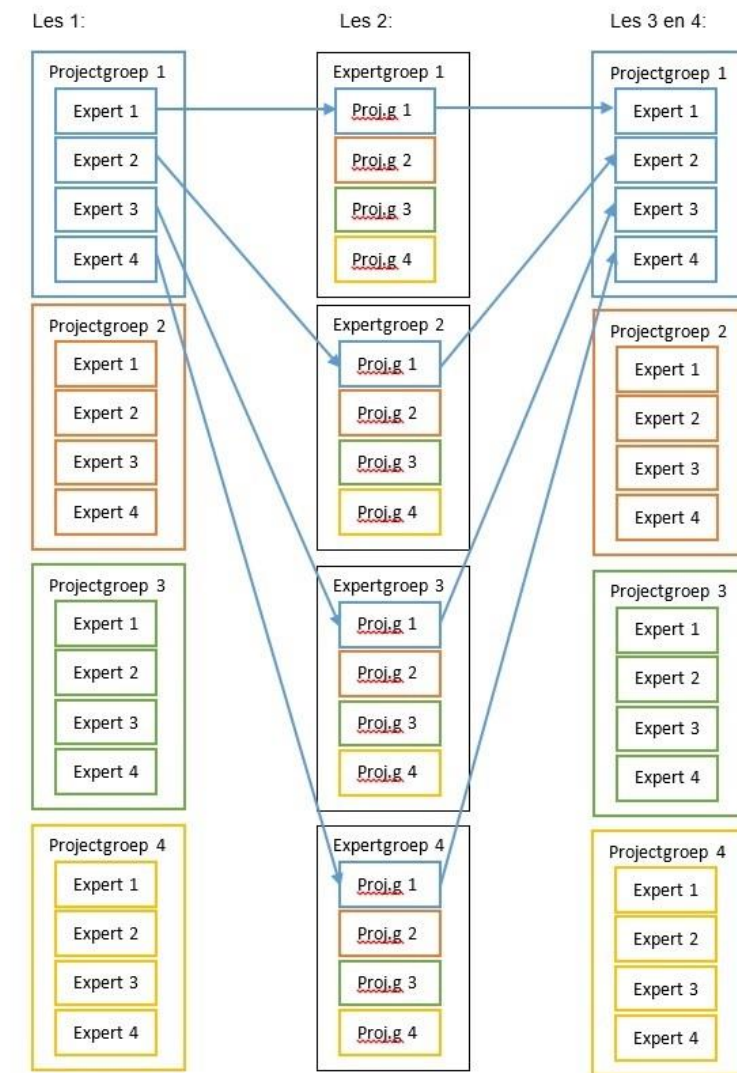 Les 1:
Projectgroep 1
Expert 1
Expert 2
Expert 3
Expert 4
Projectgroep 2
Expert 1
Expert 2
Expert 3
Expert 4
Projectgroep 3
Expert 1
Expert 2
Expert 3
Expert 4
Projectgroep 4
Expert 1
Expert 2
Expert 3
Expert 4
Les 2:
Expertgroep 1
Proj.g 1
Proj.g 2
Proj.g 3
Proj.g 4
Expertgroep 2
Proj.g 1
Proj.g 2
Proj.g 3
Proj.g 4
Expertgroep 3
Proj.g 1
Proj.g 2
Proj.g 3
Proj.g 4
Expertgroep 4
Proj.g 1
Proj.g 2
Proj.g 3
Proj.g 4
Les 3 en 4:
Projectgroep 1
Expert 1
Expert 2
Expert 3
Expert 4
Projectgroep 2
Expert 1
Expert 2
Expert 3
Expert 4
Projectgroep 3
Expert 1
Expert 2
Expert 3
Expert 4
Projectgroep 4
Expert 1
Expert 2
Expert 3
Expert 4